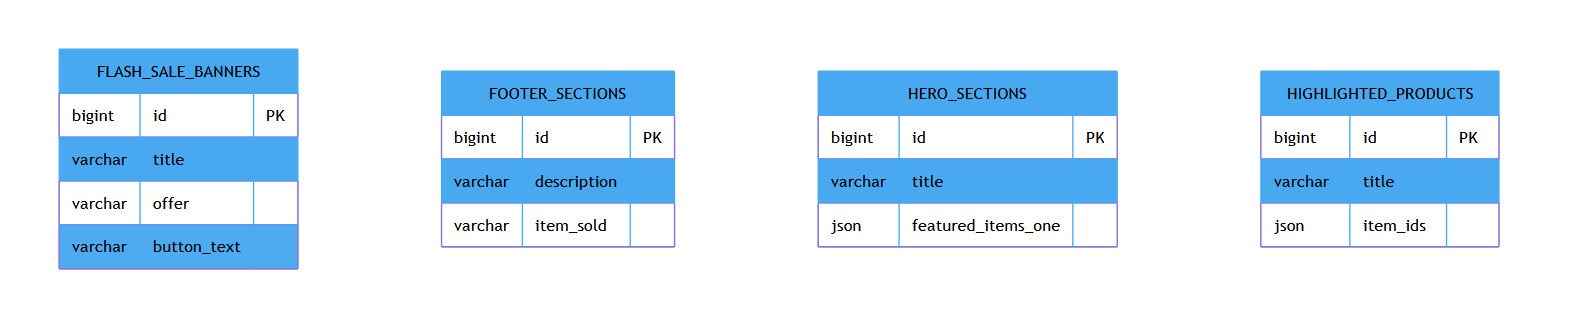 FLASH_SALE_BANNERS
bigint id PK
varchar title
varchar offer
varchar button_text
FOOTER_SECTIONS
bigint id PK
varchar description
varchar item_sold
HERO_SECTIONS
bigint id PK
varchar title
json featured_items_one
HIGHLIGHTED_PRODUCTS
bigint id PK
varchar title
json item_ids